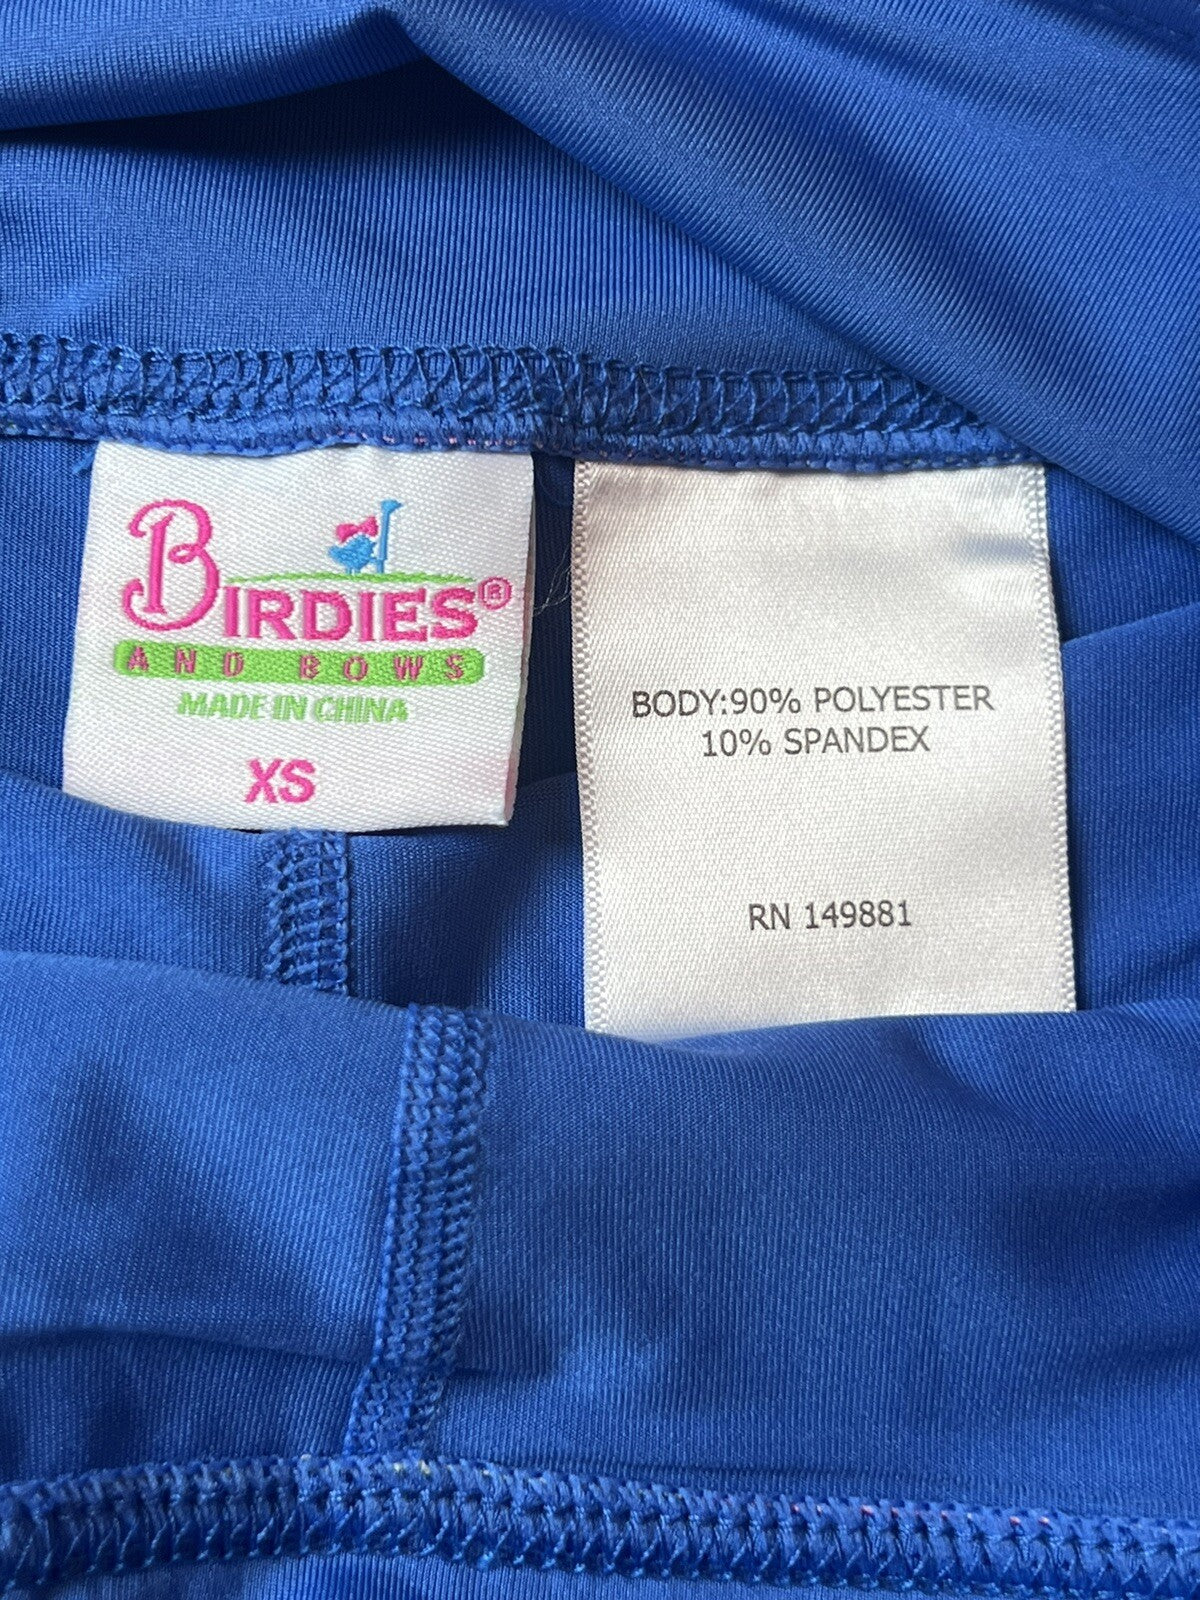 BIRDIES®
AND BOWS
MADE IN CHINA
XS
BODY:90% POLYESTER
10% SPANDEX
RN 149881